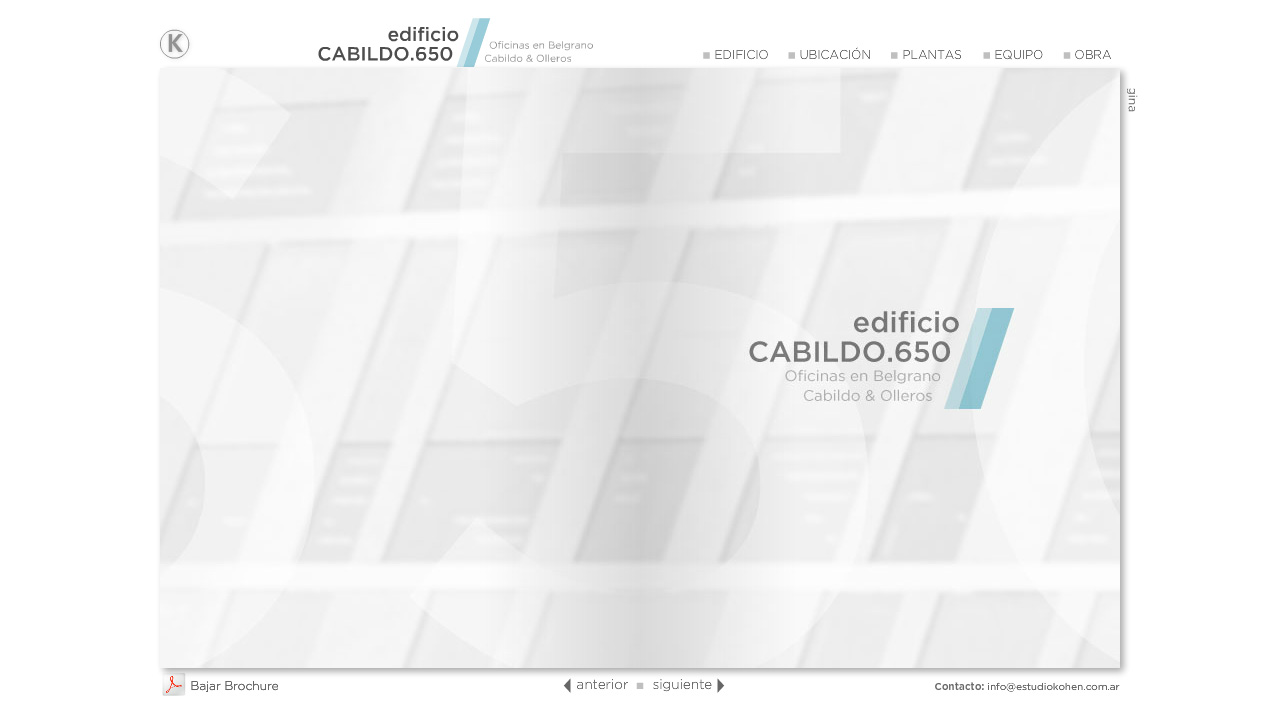 K
edificio
CABILDO.650
Oficinas en Belgrano
Cabildo & Olleros
EDIFICIO
UBICACIÓN
PLANTAS
EQUIPO
OBRA
gina
edificio
CABILDO.650
Oficinas en Belgrano
Cabildo & Olleros
Bajar Brochure
anterior
siguiente
Contacto: info@estudiokohen.com.ar